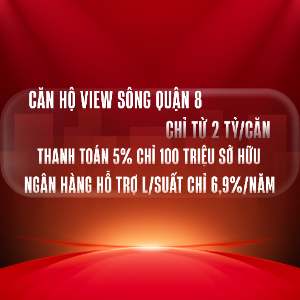 CĂN HỘ VIEW SÔNG QUẬN 8
CHỈ TỪ 2 TỶ/CĂN
THANH TOÁN 5% CHỈ 100 TRIỆU SỞ HỮU
NGÂN HÀNG HỖ TRỢ L/SUẤT CHỈ 6,9%/NĂM